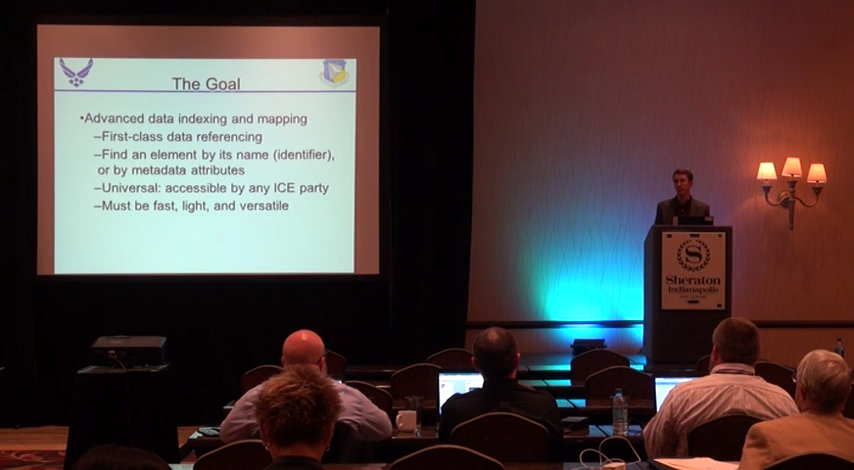 The Goal
•Advanced data indexing and mapping
–First-class data referencing
–Find an element by its name (identifier),
or by metadata attributes
–Universal: accessible by any ICE party
–Must be fast, light, and versatile
S
Sheraton
Indianapolis